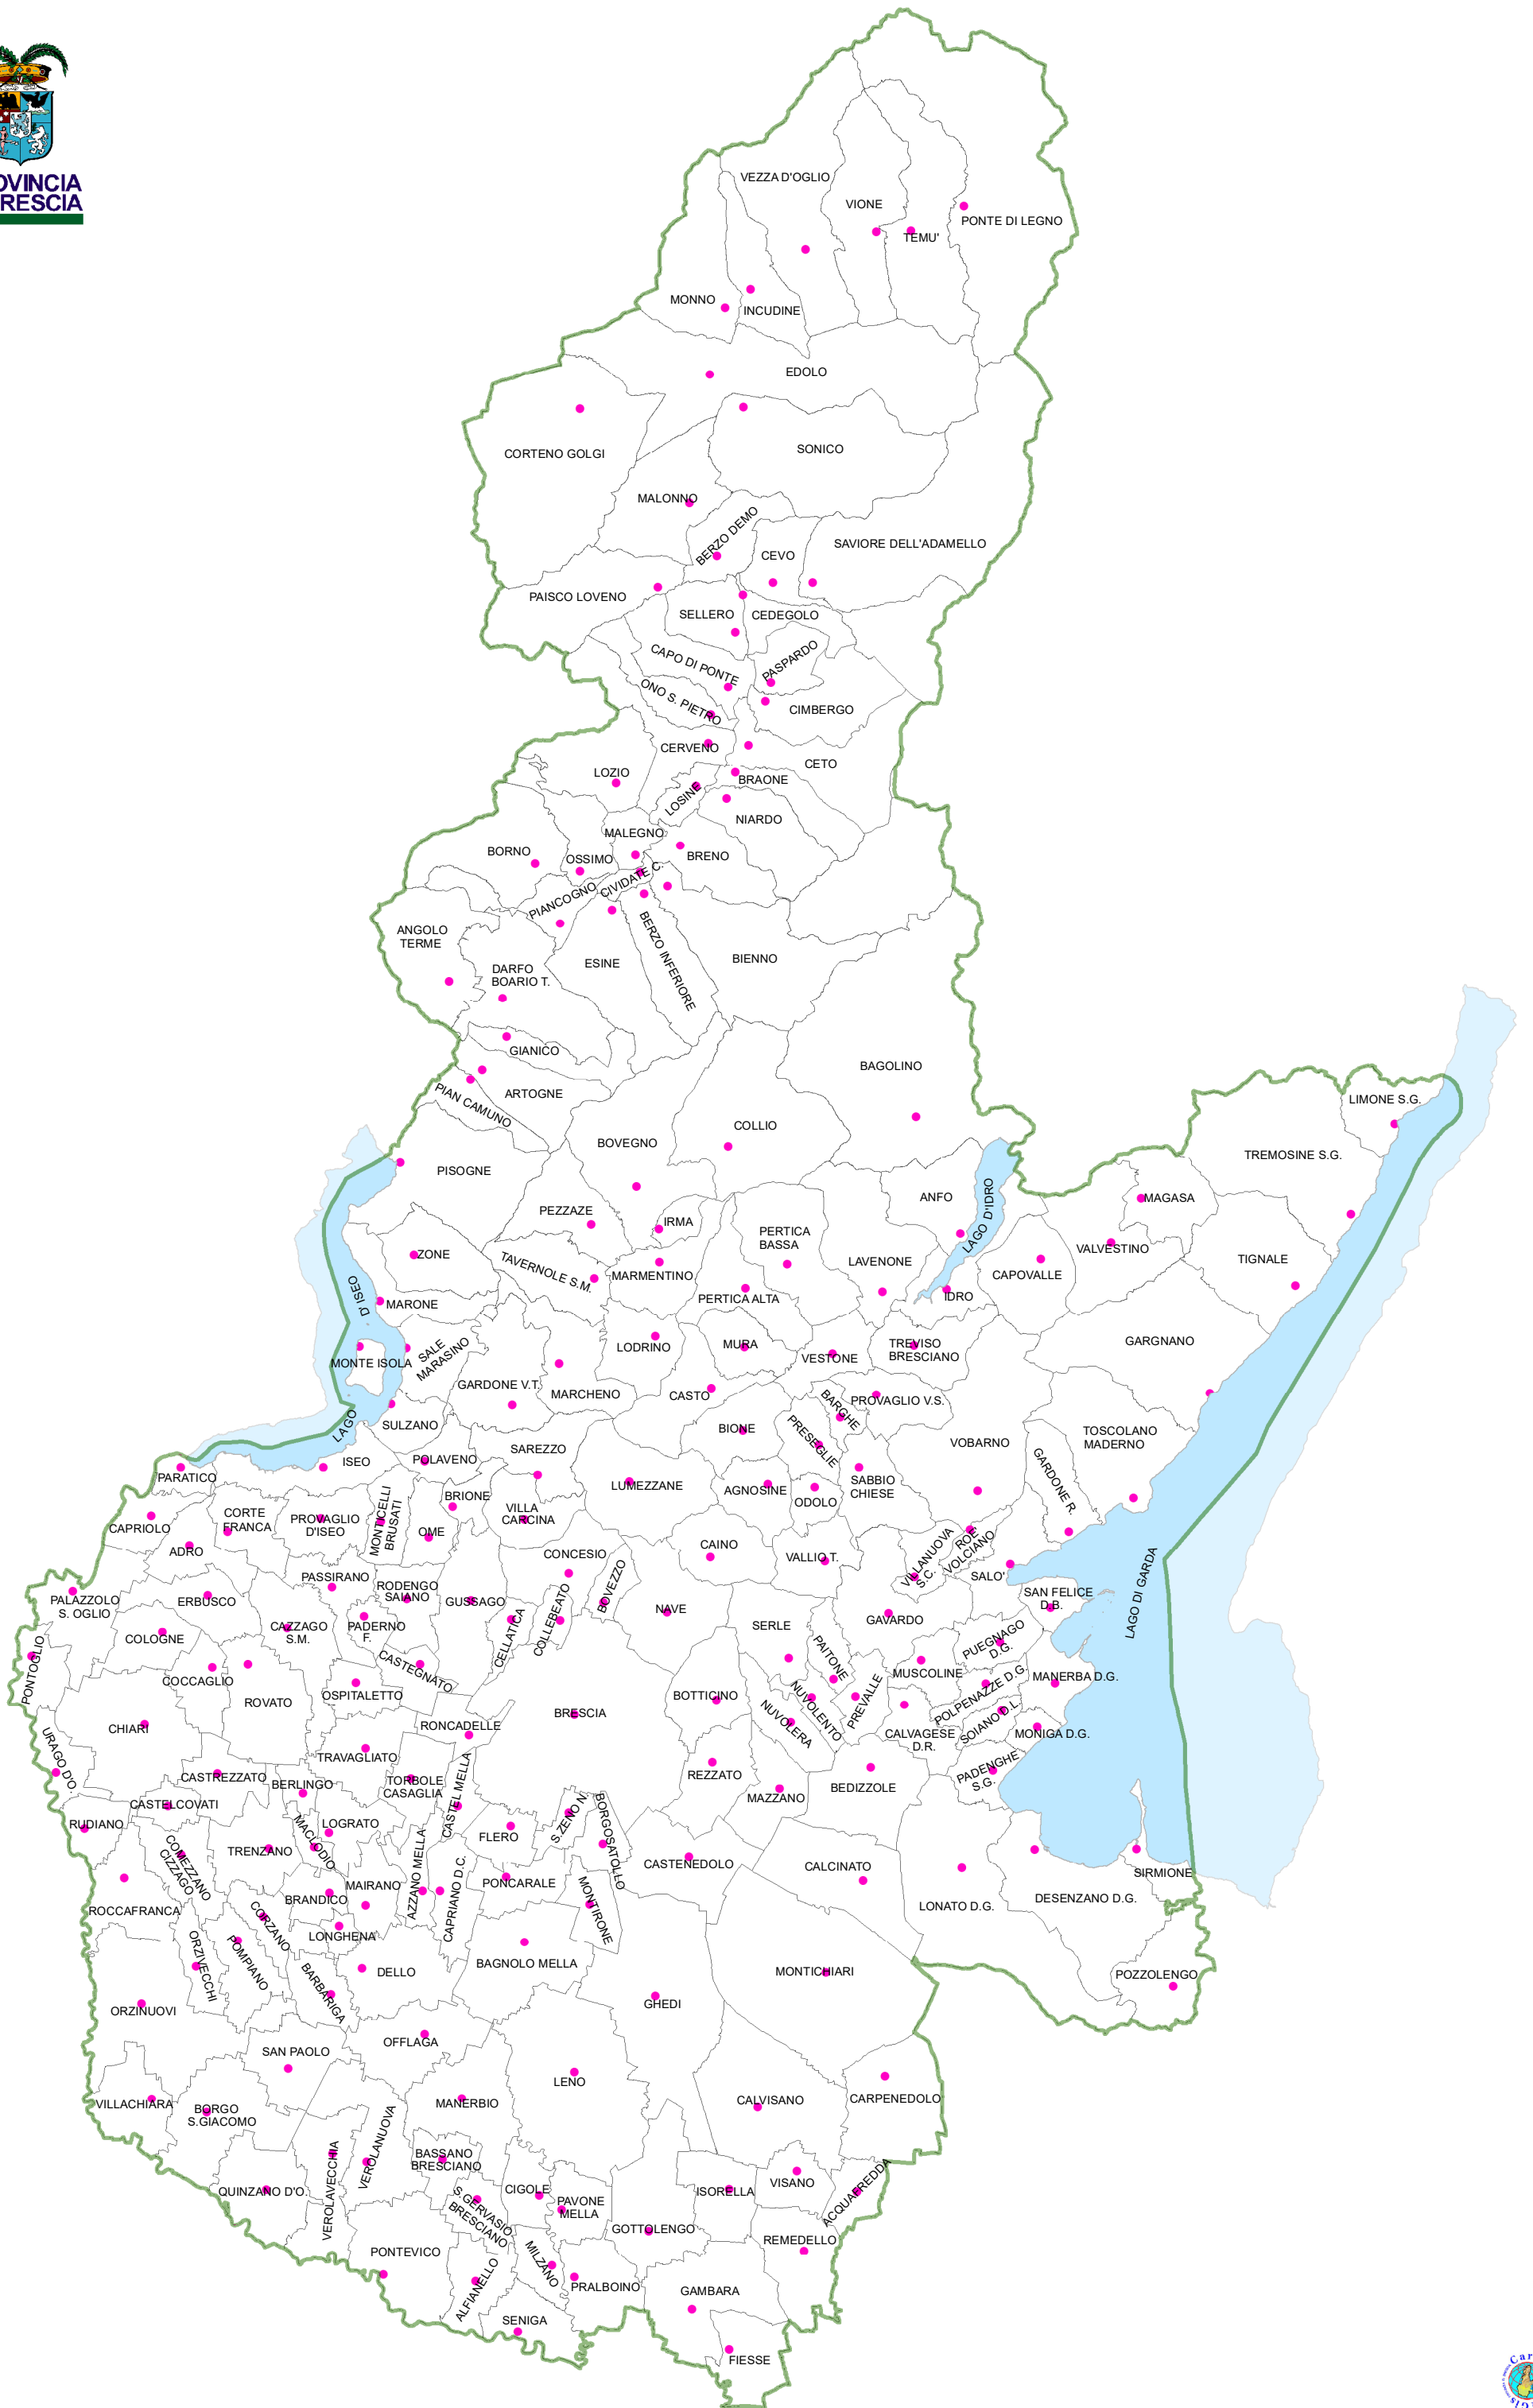 OVINCIA
RESCIA
VEZZA D'OGLIO
VIONE
PONTE DI LEGNO
TEMU'
MONNO
INCUDINE
EDOLO
CORTENO GOLGI
SONICO
MALONNO
BERZO DEMO
CEVO
SAVIORE DELL'ADAMELLO
PAISCO LOVENO
SELLERO
CEDEGOLO
CAPO DI PONTE
PASPARDO
ONO S. PIETRO
CIMBERGO
CERVENO
CETO
LOZIO
BRAONE
LOSINE
NIARDO
MALEGNO
BORNO
OSSIMO
BRENO
CIVIDATE C.
PIANCOGNO
ANGOLO
TERME
BERZO INFERIORE
BIENNO
ESINE
DARFO
BOARIO T.
GIANICO
BAGOLINO
ARTOGNE
PIAN CAMUNO
LIMONE S.G.
COLLIO
BOVEGNO
TREMOSINE S.G.
PISOGNE
ANFO
LAGO D'IDRO
MAGASA
PEZZAZE
IRMA
PERTICA
BASSA
VALVESTINO
ZONE
TAVERNOLE S.M.
MARMENTINO
LAVENONE
CAPOVALLE
TIGNALE
D'ISEO
PERTICA ALTA
IDRO
MARONE
SALE
MARASINO
LODRINO
MURA
TREVISO
BRESCIANO
GARGNANO
MONTE ISOLA
VESTONE
GARDONE V.T.
MARCHENO
CASTO
BARGHE
PROVAGLIO V.S.
LAGO
SULZANO
BIONE
PRESEGLIE
TOSCOLANO
MADERNO
VOBARNO
SAREZZO
ISEO
POLAVENO
GARDONE R.
PARATICO
LUMEZZANE
AGNOSINE
ODOLO
SABBIO
CHIESE
BRIONE
VILLA
CARCINA
CORTE
FRANCA
PROVAGLIO
D'ISEO
MONTICELLI
BRUSATI
OME
CAPRIOLO
ADRO
CONCESIO
CAINO
VALLIO T.
VILLANUOVA
S.C.
ROE'
VOLCIANO
SALO'
LAGO DI GARDA
PASSIRANO
RODENGO
SAIANO
GUSSAGO
BOVEZZO
SAN FELICE
D.B.
PALAZZOLO
S. OGLIO
ERBUSCO
COLLEBEATO
NAVE
GAVARDO
CAZZAGO
S.M.
PADERNO
F.
CELLATICA
SERLE
COLOGNE
PUEGNAGO
D.G.
PAITONE
PONTOGLIO
COCCAGLIO
CASTEGNATO
MUSCOLINE
MANERBA D.G.
ROVATO
OSPITALETTO
BOTTICINO
NUVOLENTO
PREVALLE
POLPENAZZE D.G.
CHIARI
RONCADELLE
BRESCIA
NUVOLERA
CALVAGESE
D.R.
SOIANO D.L.
MONIGA D.G.
URAGO D'O.
TRAVAGLIATO
CASTREZZATO
BERLINGO
TORBOLE
CASAGLIA
CASTEL MELLA
REZZATO
MAZZANO
BEDIZZOLE
PADENGHE
S.G.
CASTELCOVATI
RUDIANO
MACLODIO
LOGRATO
FLERO
S.ZENO N.
BORGOSATOLLO
COMEZZANO
CIZZAGO
TRENZANO
AZZANO MELLA
CAPRIANO D.C.
CASTENEDOLO
CALCINATO
SIRMIONE
MAIRANO
BRANDICO
PONCARALE
MONTIRONE
LONATO D.G.
DESENZANO D.G.
ROCCAFRANCA
CORZANO
LONGHENA
ORZIVECCHI
POMPIANO
BARBARIGA
DELLO
BAGNOLO MELLA
MONTICHIARI
POZZOLENGO
ORZINUOVI
GHEDI
OFFLAGA
SAN PAOLO
LENO
VILLACHIARA
BORGO
S.GIACOMO
MANERBIO
CALVISANO
CARPENEDOLO
VEROLANUOVA
VEROLAVECCHIA
BASSANO
BRESCIANO
QUINZANO D'O.
S.GERVASIO
BRESCIANO
CIGOLE
PAVONE
MELLA
ISORELLA
VISANO
ACQUAFREDDA
GOTTOLENGO
REMEDELLO
PONTEVICO
MILZANO
ALFIANELLO
PRALBOINO
GAMBARA
SENIGA
FIESSE